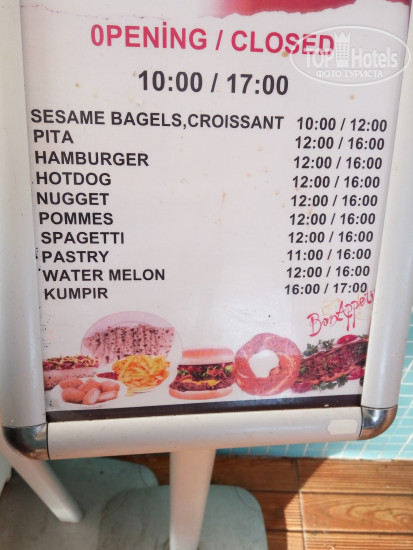 OPENİNG / CLOSED
TOP Hotels
ФОТО ТУРИСТА
10:00 / 17:00
SESAME BAGELS,CROISSANT 10:00 / 12:00
PITA 12:00 / 16:00
HAMBURGER 12:00 / 16:00
HOTDOG 12:00 / 16:00
NUGGET 12:00 / 16:00
POMMES 12:00 / 16:00
SPAGETTI 12:00 / 16:00
PASTRY 11:00 / 16:00
WATER MELON 12:00 / 16:00
KUMPIR 16:00 / 17:00